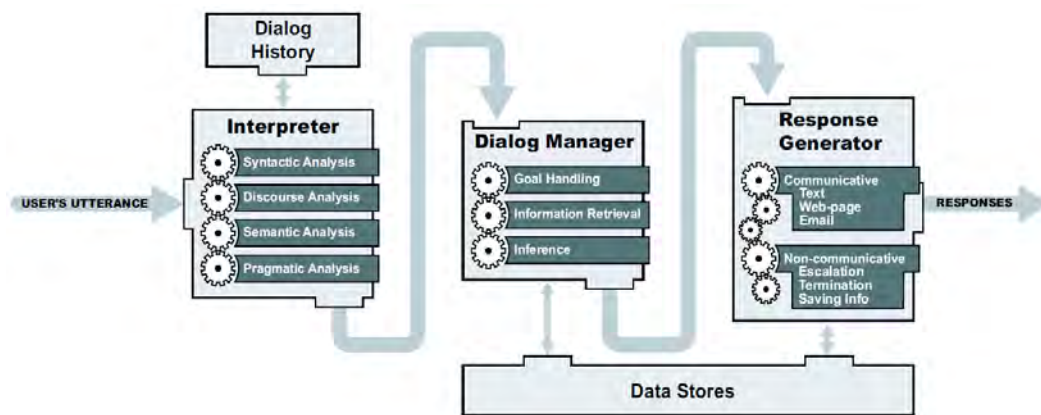 Dialog
History
Interpreter
Syntactic Analysis
Discourse Analysis
Semantic Analysis
Pragmatic Analysis
USER'S UTTERANCE
Dialog Manager
Goal Handling
Information Retrieval
Inference
Response
Generator
Communicative
Text
Web-page
Email
Non-communicative
Escalation
Termination
Saving Info
RESPONSES
Data Stores